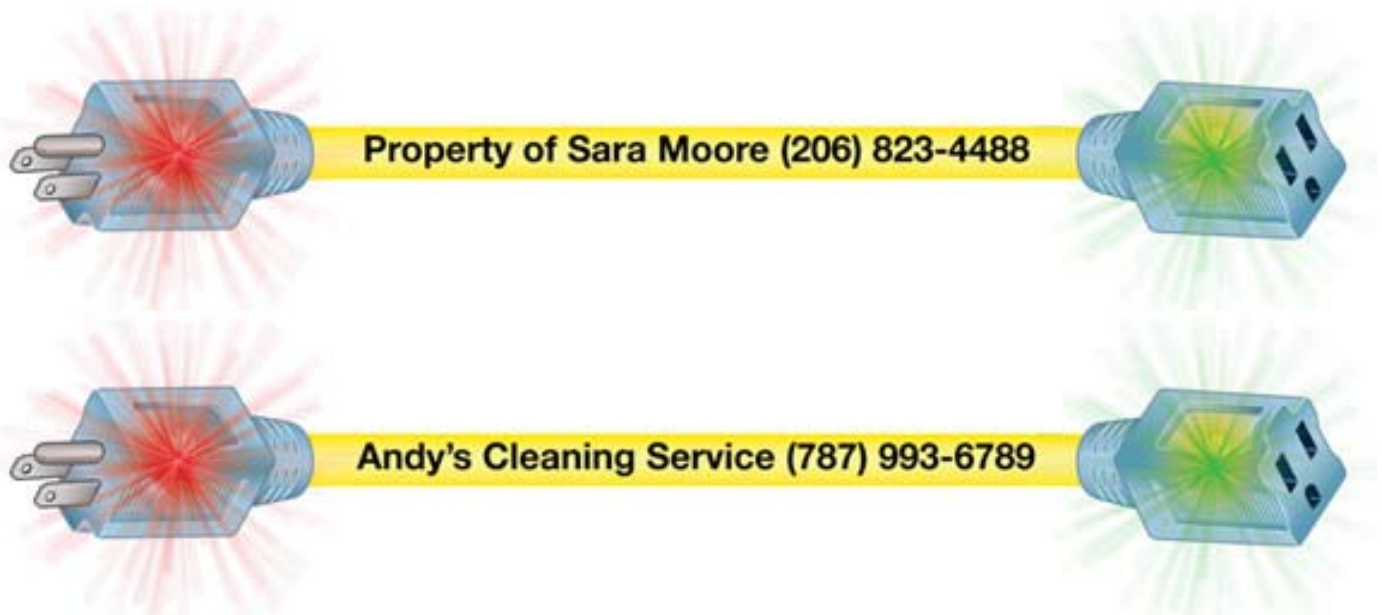 Property of Sara Moore (206) 823-4488
Andy's Cleaning Service (787) 993-6789